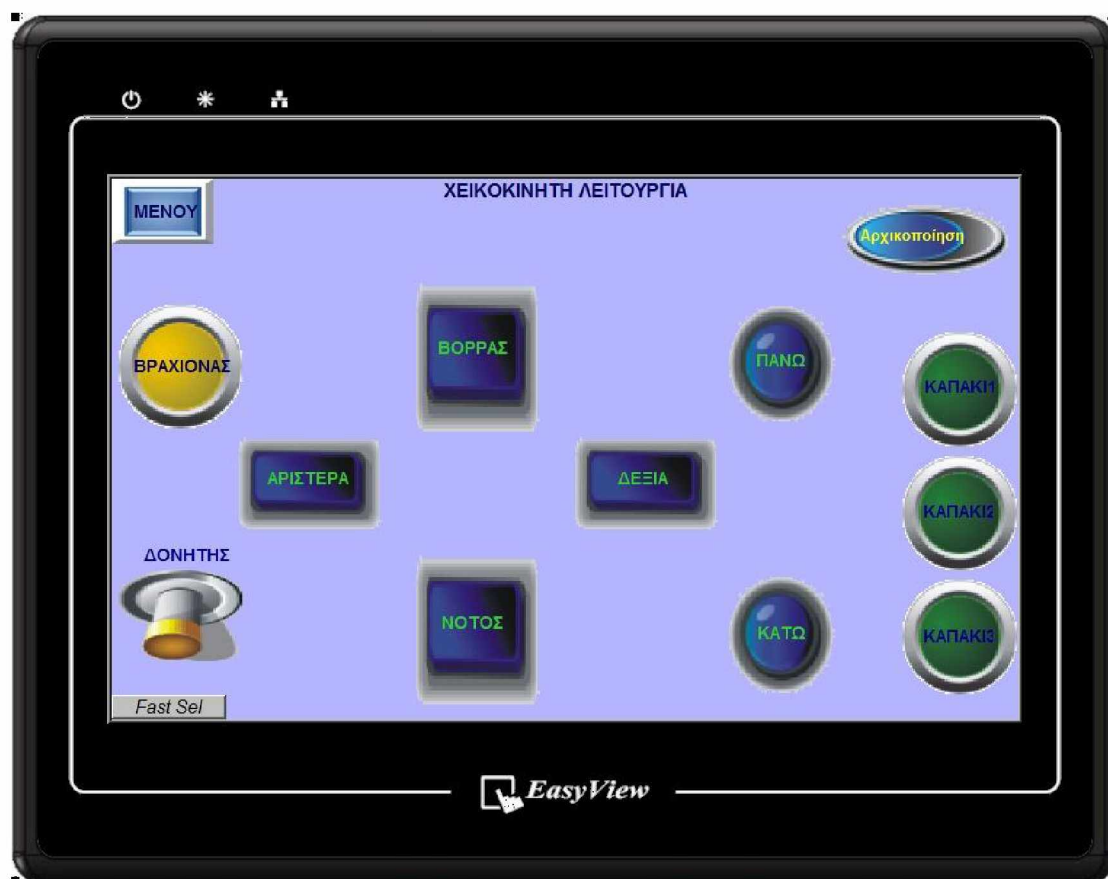 ΧΕΙΚΟΚΙΝΗΤΗ ΛΕΙΤΟΥΡΓΙΑ
ΜΕΝΟΥ
Αρχικοποίηση
ΒΡΑΧΙΟΝΑΣ
ΒΟΡΡΑΣ
ΠΑΝΩ
ΚΑΠΑΚΙ1
ΑΡΙΣΤΕΡΑ
ΔΕΞΙΑ
ΚΑΠΑΚΙ2
ΔΟΝΗΤΗΣ
ΝΟΤΟΣ
ΚΑΤΩ
ΚΑΠΑΚΙ3
Fast Sel
EasyView